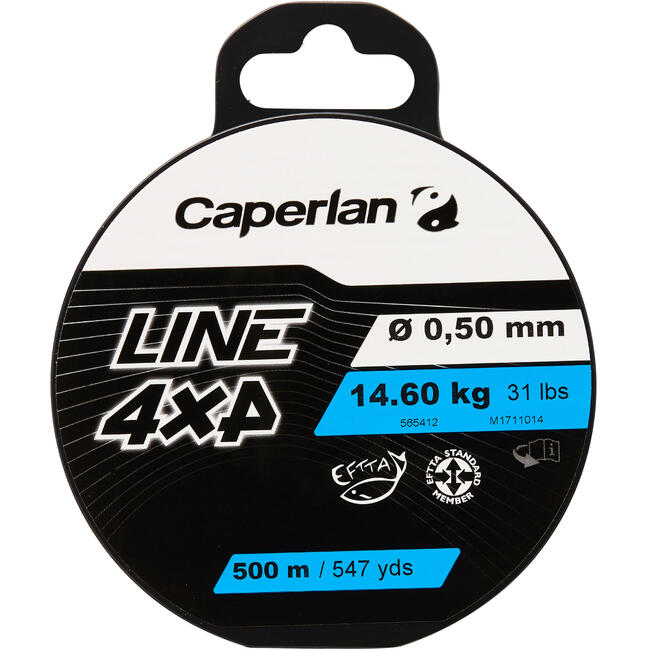 Caperlan
LINE
4XP
Ø 0,50 mm
14.60 kg 31 lbs
565412 M1711014
EFTTA
EFTTA STANDARD
MEMBER
i
500 m / 547 yds